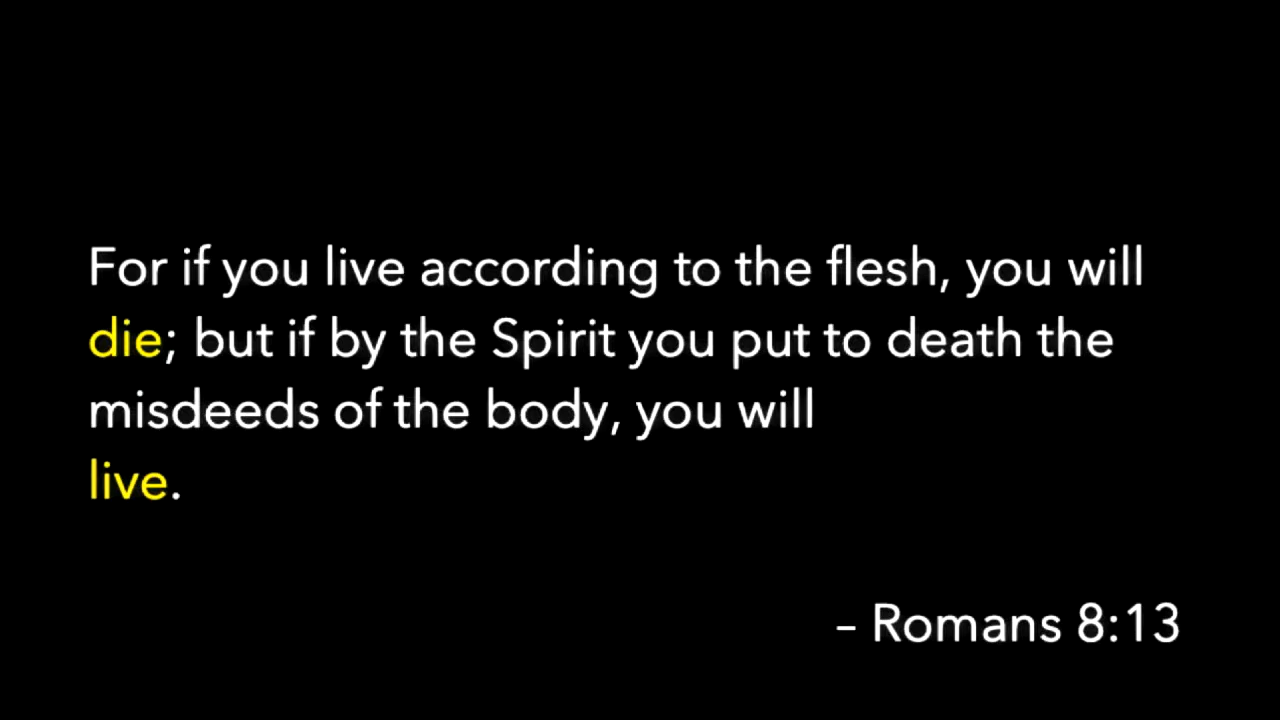 For if you live according to the flesh, you will
die; but if by the Spirit you put to death the
misdeeds of the body, you will
live.
– Romans 8:13